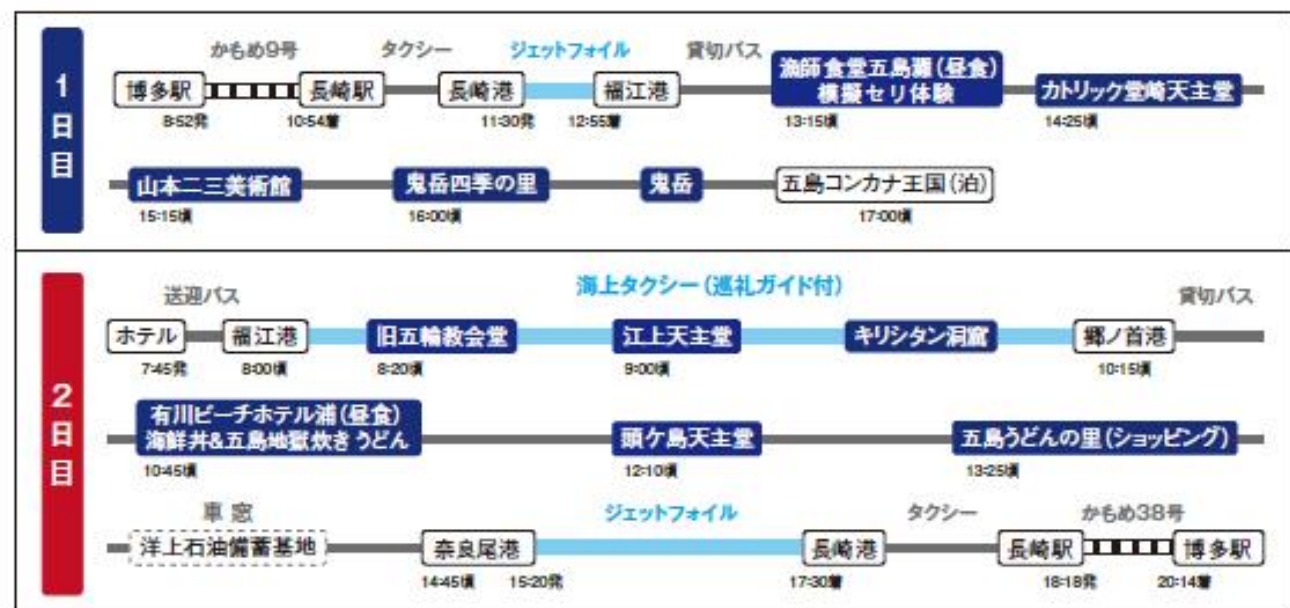 1日目
かもめ9号 タクシー ジェットフォイル 貸切バス
博多駅 長崎駅 長崎港 福江港 漁師食堂五島灘(昼食) カトリック堂崎天主堂
模擬セリ体験
8:52発 10:54着 11:30発 12:55着 13:15頃 14:25頃
山本二三美術館 鬼岳四季の里 鬼岳 五島コンカナ王国(泊)
15:15頃 16:00頃 17:00頃
2日目
送迎バス 海上タクシー(巡礼ガイド付) 貸切バス
ホテル 福江港 旧五輪教会堂 江上天主堂 キリシタン洞窟 郷ノ首港
7:45発 8:00頃 8:20頃 9:00頃 10:15頃
有川ビーチホテル浦(昼食)
海鮮丼&五島地獄炊きうどん 頭ケ島天主堂 五島うどんの里(ショッピング)
10:45頃 12:10頃 13:25頃
車窓 ジェットフォイル タクシー かもめ38号
洋上石油備蓄基地 奈良尾港 長崎港 長崎駅 博多駅
14:45頃 15:20発 17:30着 18:18発 20:14着